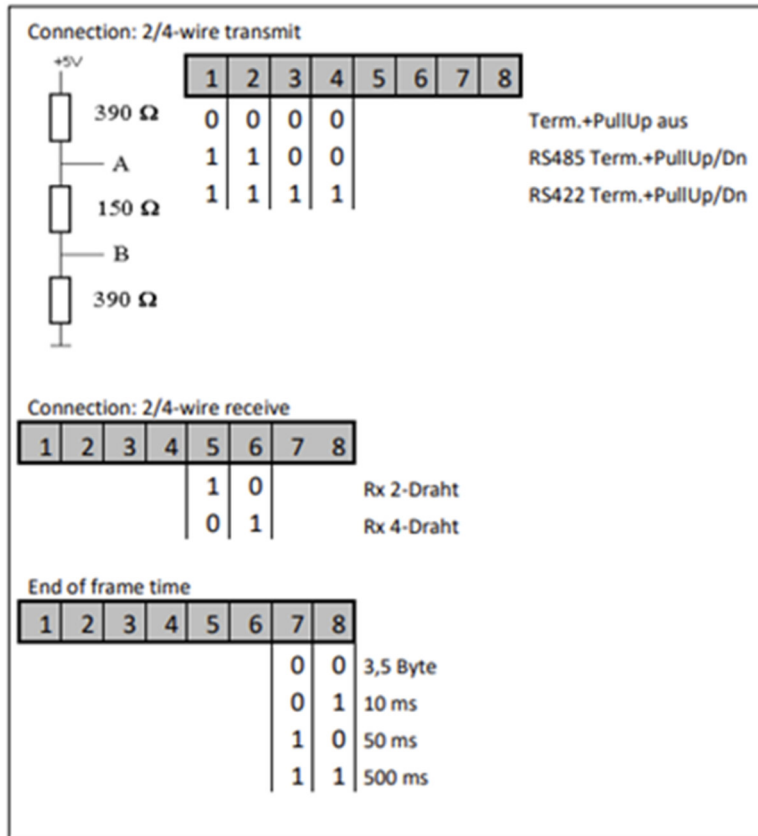 Connection: 2/4-wire transmit
+5V
1 2 3 4 5 6 7 8
390 Ω
0 0 0 0 Term.+PullUp aus
A
1 1 0 0 RS485 Term.+PullUp/Dn
150 Ω
1 1 1 1 RS422 Term.+PullUp/Dn
B
390 Ω
Connection: 2/4-wire receive
1 2 3 4 5 6 7 8
1 0 Rx 2-Draht
0 1 Rx 4-Draht
End of frame time
1 2 3 4 5 6 7 8
0 0 3,5 Byte
0 1 10 ms
1 0 50 ms
1 1 500 ms